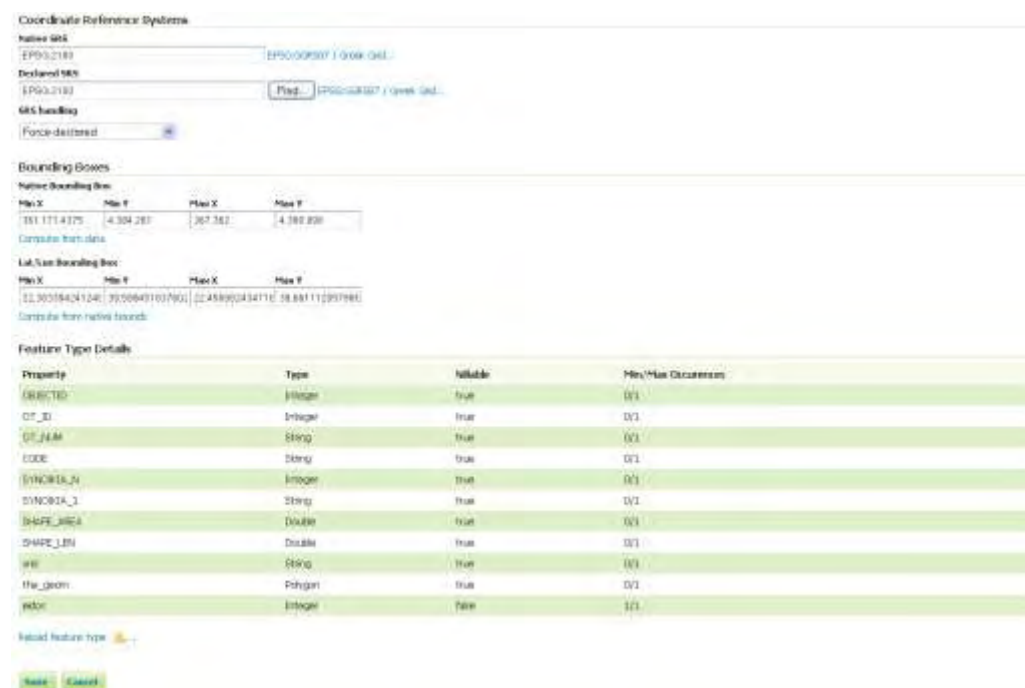 Coordinate Reference Systems
Native SRS
EPSG:2100 EPSG:GGRS87 / Greek Grid...
Declared SRS
EPSG:2100 Find... EPSG:GGRS87 / Greek Grid...
SRS handling
Force declared
Bounding Boxes
Native Bounding Box
Min X Min Y Max X Max Y
367.362
Compute from data
Lat/Lon Bounding Box
Min X Min Y Max X Max Y
Compute from native bounds
Feature Type Details
Property Type Nillable Min/Max Occurences
OBJECTID Integer true 0/1
OT_ID Integer true 0/1
OT_NUM String true 0/1
CODE String true 0/1
SYNOIKIA_N Integer true 0/1
SYNOIKIA_1 String true 0/1
SHAPE_AREA Double true 0/1
SHAPE_LEN Double true 0/1
String true 0/1
the_geom Polygon true 0/1
Integer false 1/1
Reload feature type ...
Save Cancel